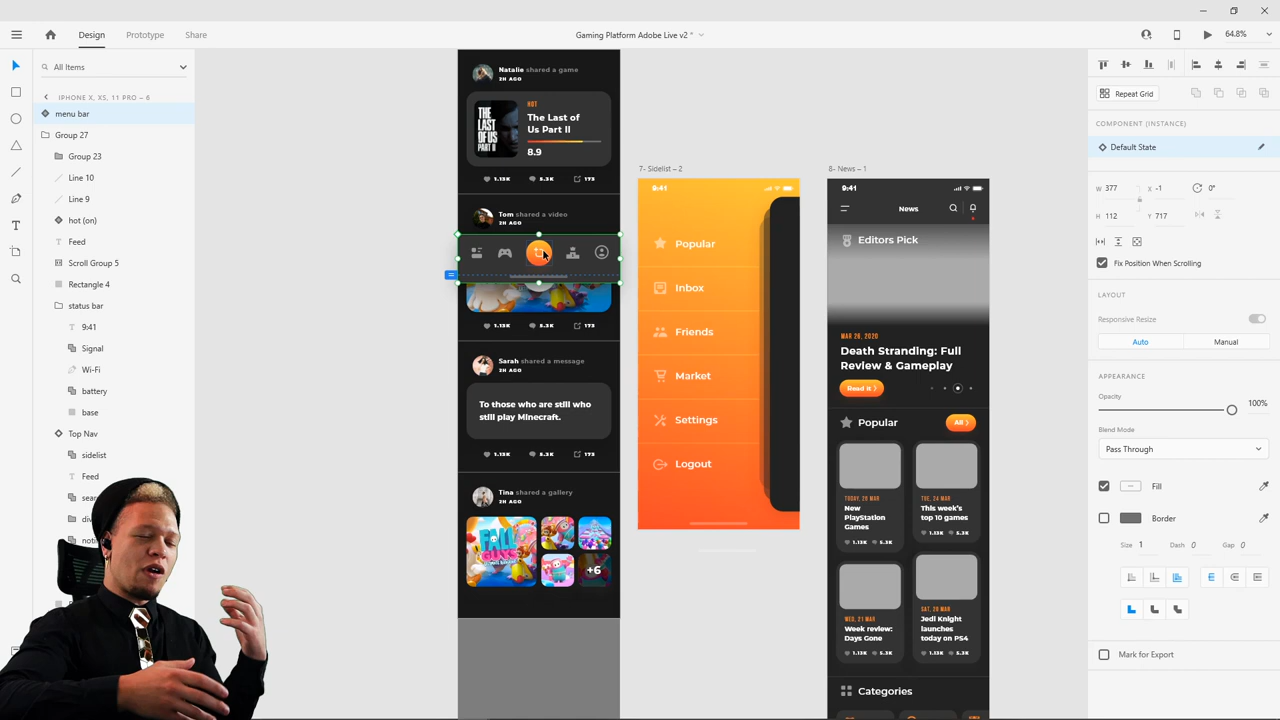 Design
Prototype
Share
Gaming Platform Adobe Live v2 *
64.8%
All Items
IPHONE X, XS, 11 PRO – 6
menu bar
Group 27
Group 23
Line 10
Line 9
hot (on)
Feed
Scroll Group 5
Rectangle 4
status bar
9:41
Signal
Wi-Fi
battery
base
Top Nav
sidelist
Feed
Natalie shared a game
2H AGO
THE LAST OF US PART II
HOT
The Last of
Us Part II
8.9
1.13K
5.3K
173
Tom shared a video
2H AGO
1.13K
5.3K
173
Sarah shared a message
2H AGO
To those who are still who
still play Minecraft.
1.13K
5.3K
173
Tina shared a gallery
2H AGO
FALL GUYS
+6
7- Sidelist – 2
9:41
Popular
Inbox
Friends
Market
Settings
Logout
8- News – 1
9:41
News
Editors Pick
MAR 26, 2020
Death Stranding: Full
Review & Gameplay
Read It
Popular
All
TODAY, 25 MAR
New
PlayStation
Games
1.13K
5.3K
TUE, 24 MAR
This week's
top 10 games
1.13K
5.3K
WED, 21 MAR
Week review:
Days Gone
1.13K
5.3K
SAT, 20 MAR
Jedi Knight
launches
today on PS4
1.13K
5.3K
Categories
Repeat Grid
COMPONENT (INSTANCE)
Default State
W 377
X -1
0°
H 112
Y 717
Fix Position When Scrolling
LAYOUT
Responsive Resize
Auto
Manual
APPEARANCE
Opacity
100%
Blend Mode
Pass Through
Fill
Border
Size 1
Dash 0
Gap 0
Mark for Export